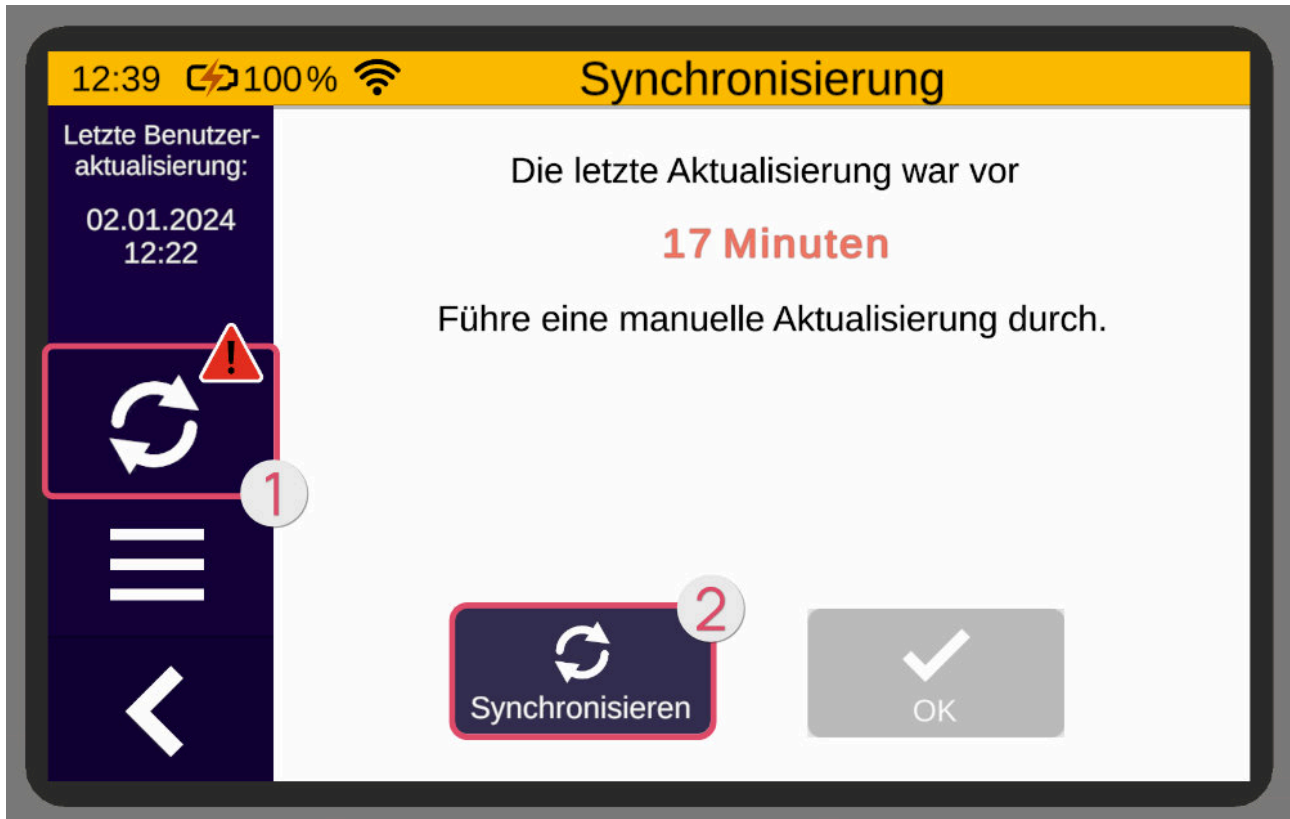 12:39 100% Synchronisierung
Letzte Benutzer-
aktualisierung:
02.01.2024
12:22
Die letzte Aktualisierung war vor
17 Minuten
Führe eine manuelle Aktualisierung durch.
!
1
2
Synchronisieren
OK